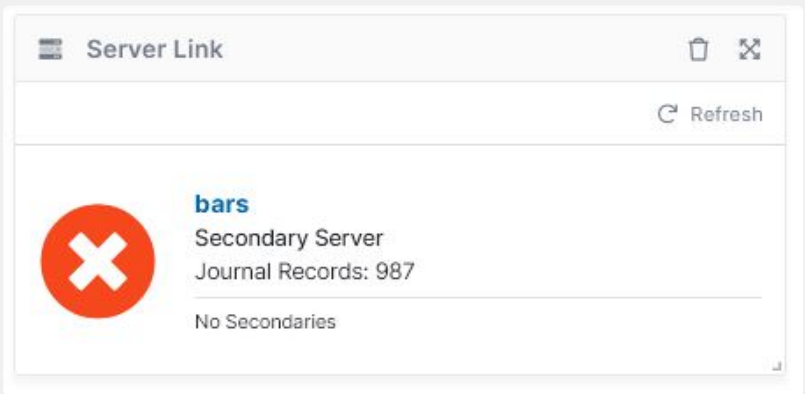 Server Link
Refresh
bars
Secondary Server
Journal Records: 987
No Secondaries